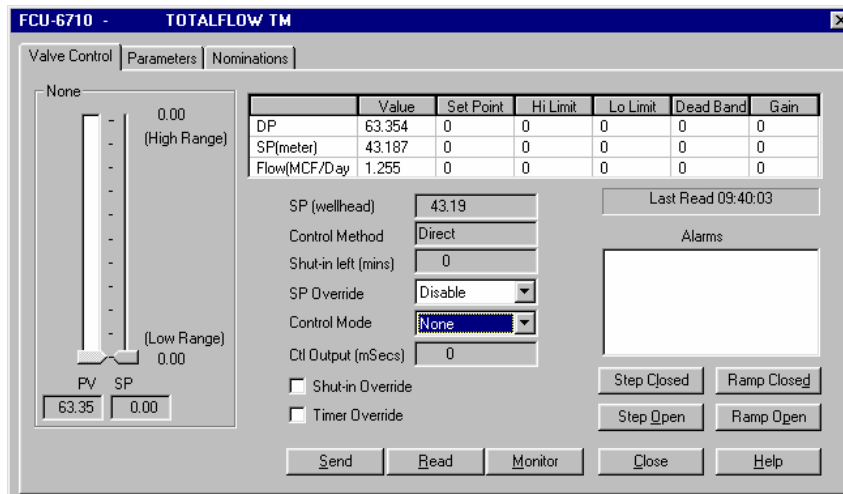 FCU-6710 - TOTALFLOW TM
Valve Control Parameters Nominations
None
0.00
(High Range)
(Low Range)
0.00
PV SP
63.35 0.00
Value Set Point Hi Limit Lo Limit Dead Band Gain
DP 63.354 0 0 0 0 0
SP(meter) 43.187 0 0 0 0 0
Flow(MCF/Day 1.255 0 0 0 0 0
SP (wellhead) 43.19
Control Method Direct
Shut-in left (mins) 0
SP Override Disable
Control Mode None
Ctl Output (mSecs) 0
Shut-in Override
Timer Override
Last Read 09:40:03
Alarms
Step Closed Ramp Closed
Step Open Ramp Open
Send Read Monitor Close Help